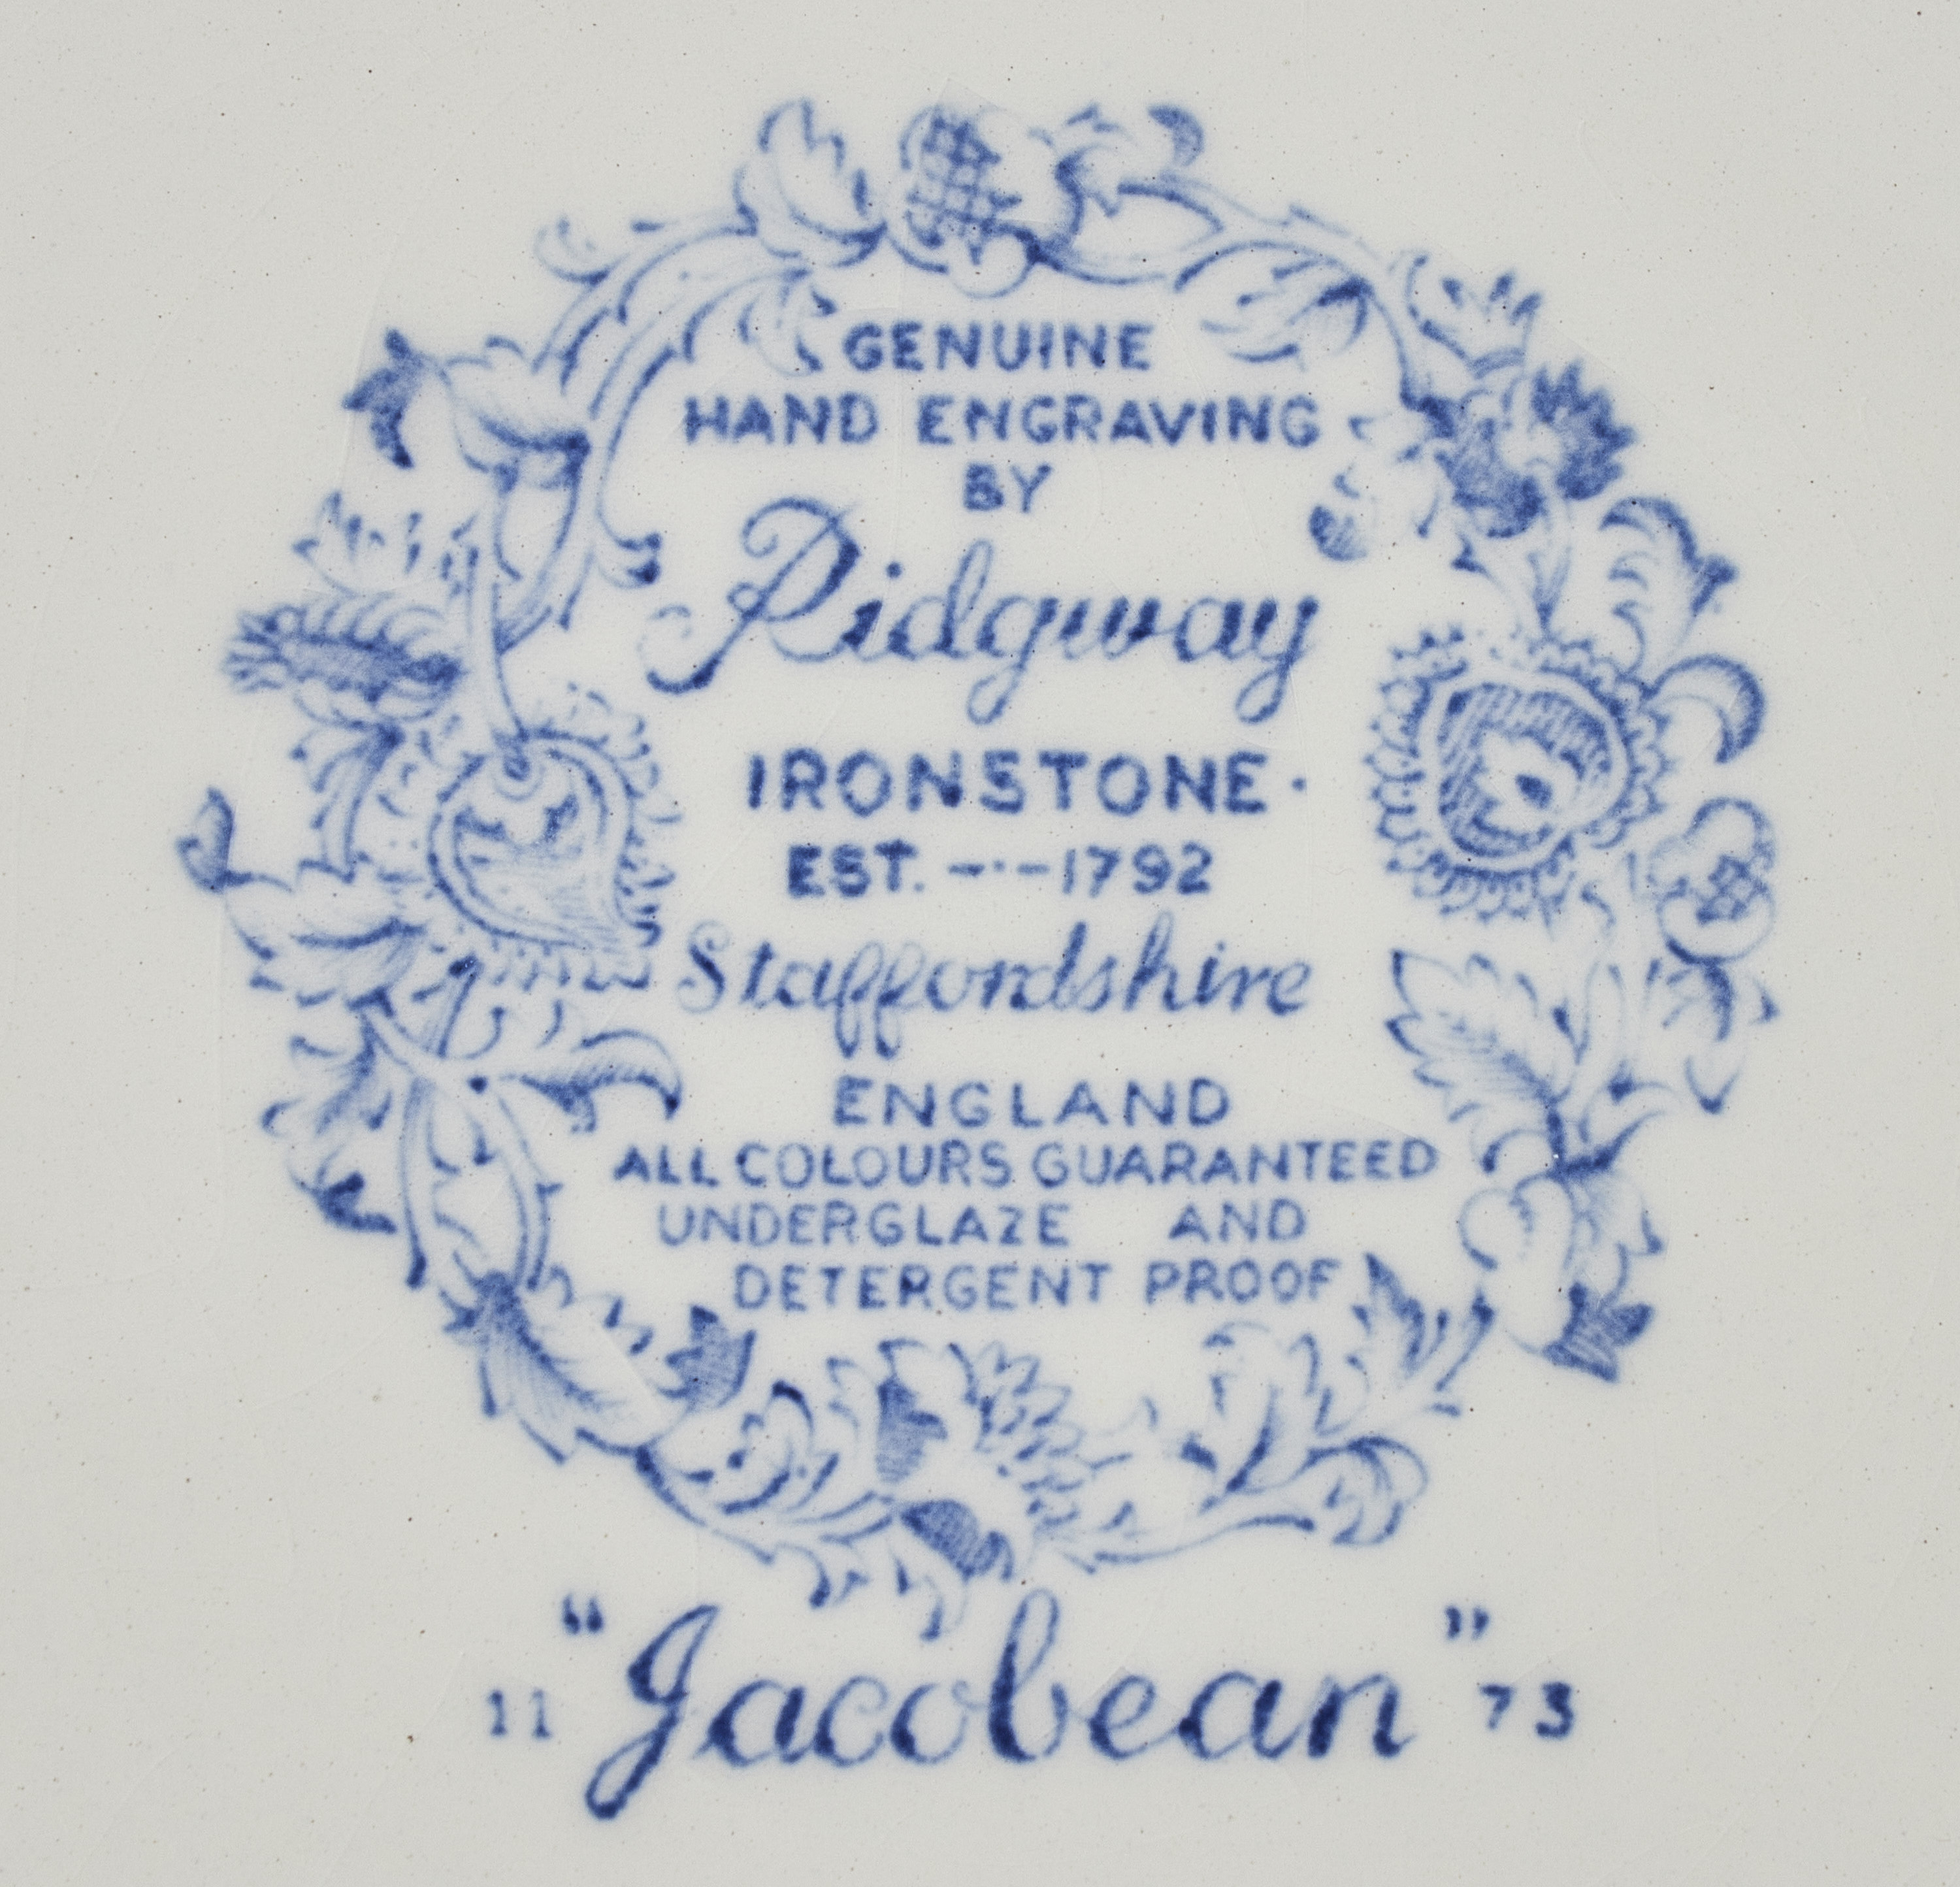 GENUINE
HAND ENGRAVING
BY
Ridgway
IRONSTONE.
EST. ---1792
Staffordshire
ENGLAND
ALL COLOURS GUARANTEED
UNDERGLAZE AND
DETERGENT PROOF
11 "Jacobean" 73